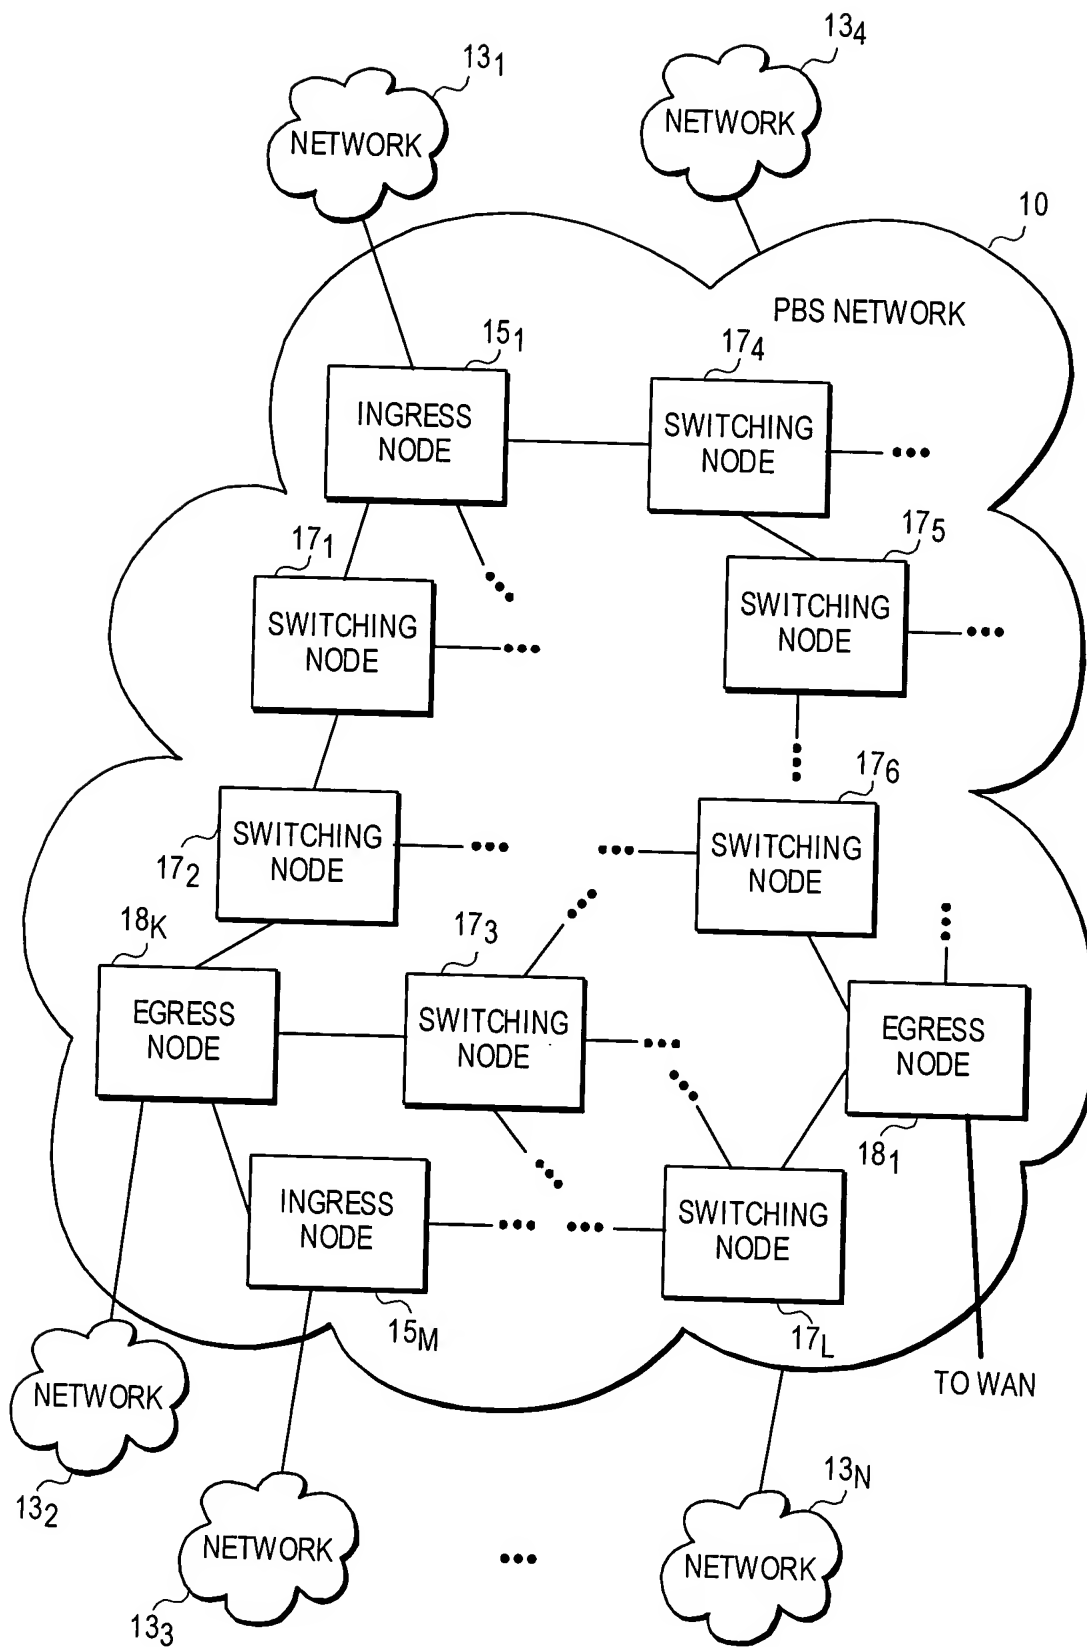 13₁
NETWORK
13₄
NETWORK
10
PBS NETWORK
15₁
INGRESS
NODE
17₄
SWITCHING
NODE
17₁
SWITCHING
NODE
17₅
SWITCHING
NODE
17₂
SWITCHING
NODE
17₆
SWITCHING
NODE
18K
EGRESS
NODE
17₃
SWITCHING
NODE
EGRESS
NODE
18₁
INGRESS
NODE
15M
SWITCHING
NODE
17L
TO WAN
NETWORK
13₂
NETWORK
13₃
13N
NETWORK